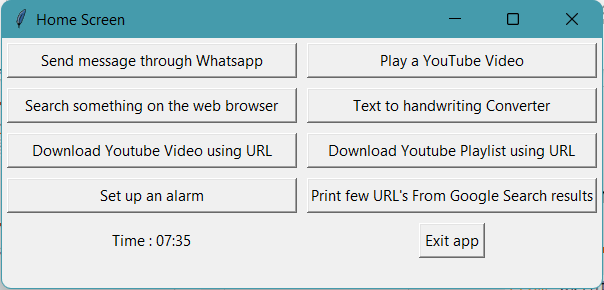 Home Screen
Send message through Whatsapp
Play a YouTube Video
Search something on the web browser
Text to handwriting Converter
Download Youtube Video using URL
Download Youtube Playlist using URL
Set up an alarm
Print few URL's From Google Search results
Time : 07:35
Exit app